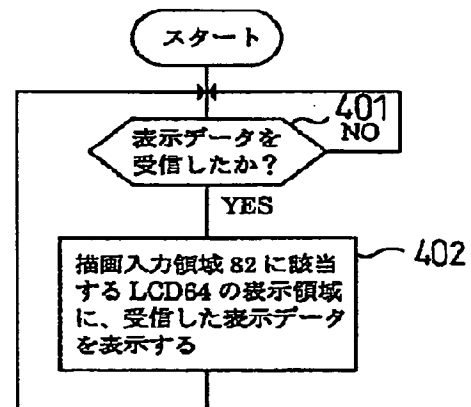 スタート
401
表示データを
受信したか?
NO
YES
402
描画入力領域 82 に該当
する LCD64 の表示領域
に、受信した表示データ
を表示する